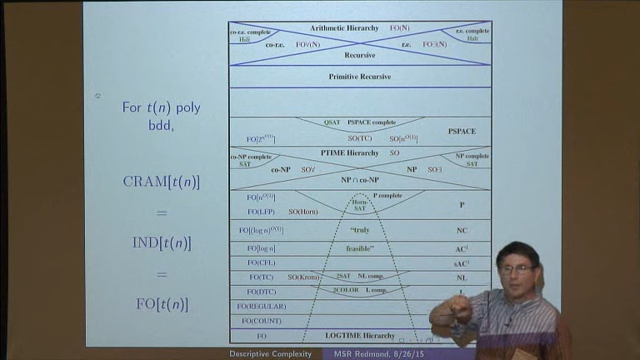 For t(n) poly
bdd,
CRAM[t(n)]
=
IND[t(n)]
=
FO[t(n)]
Arithmetic Hierarchy FO(N)
co-r.e. complete
Halt
r.e. complete
Halt
co-r.e. FO∀(N)
r.e. FO∃(N)
Recursive
Primitive Recursive
QSAT PSPACE complete
FO[2^n^O(1)] SO(TC) SO[n^O(1)] PSPACE
PTIME Hierarchy SO
co-NP complete
SAT
NP complete
SAT
co-NP SO∀
NP SO∃
NP ∩ co-NP
FO[n^O(1)] P complete
Horn-
SAT
FO(LFP) SO(Horn) P
FO[(log n)^O(1)] "truly NC
FO[log n] feasible" AC¹
FO(CFL) sAC¹
FO(TC) SO(Krom) 2SAT NL comp. NL
FO(DTC) 2COLOR L comp. L
FO(REGULAR)
FO(COUNT)
FO LOGTIME Hierarchy
Descriptive Complexity MSR Redmond, 8/26/15